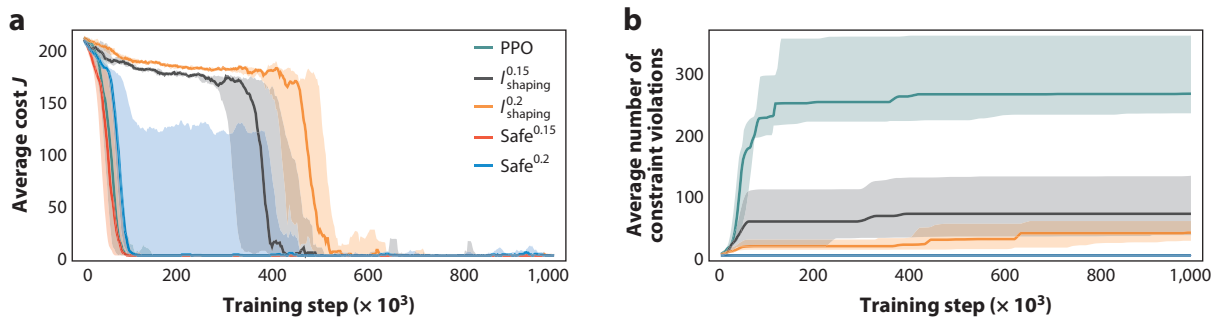 a
Average cost J
200
150
100
50
0
0 200 400 600 800 1,000
Training step (× 10³)
PPO
l^0.15_shaping
l^0.2_shaping
Safe^0.15
Safe^0.2
b
Average number of
constraint violations
300
200
100
0
0 200 400 600 800 1,000
Training step (× 10³)